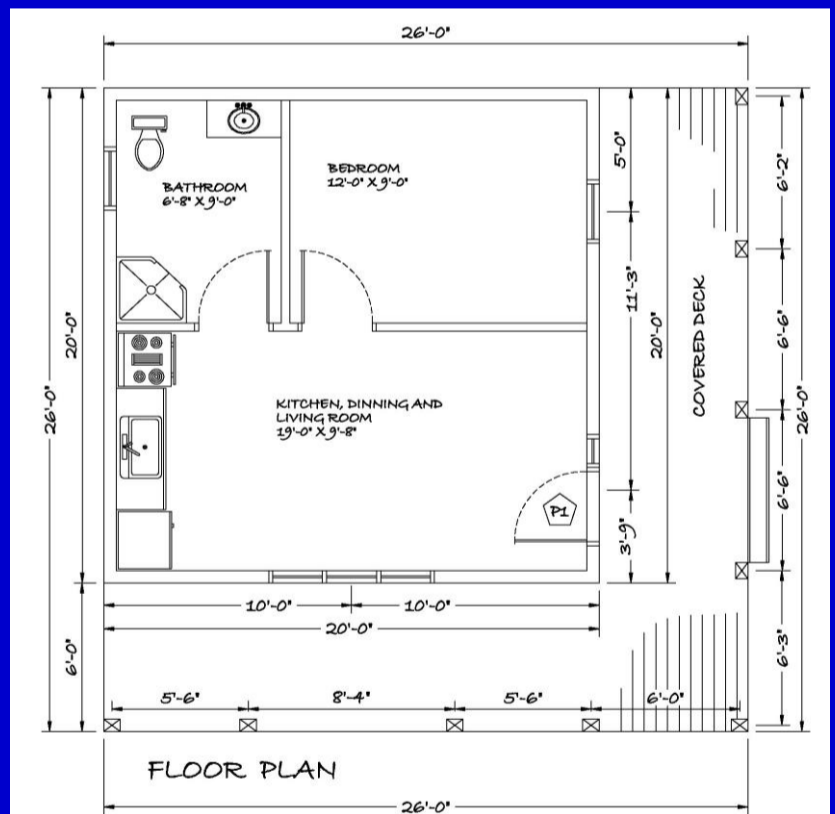 26'-0"
BATHROOM
6'-8" X 9'-0"
BEDROOM
12'-0" X 9'-0"
5'-0"
6'-2"
11'-3"
COVERED DECK
20'-0"
20'-0"
6'-6"
26'-0"
26'-0"
KITCHEN, DINNING AND
LIVING ROOM
19'-0" X 9'-8"
P1
6'-6"
3'-9"
10'-0"
10'-0"
20'-0"
6'-0"
6'-3"
5'-6"
8'-4"
5'-6"
6'-0"
FLOOR PLAN
26'-0"